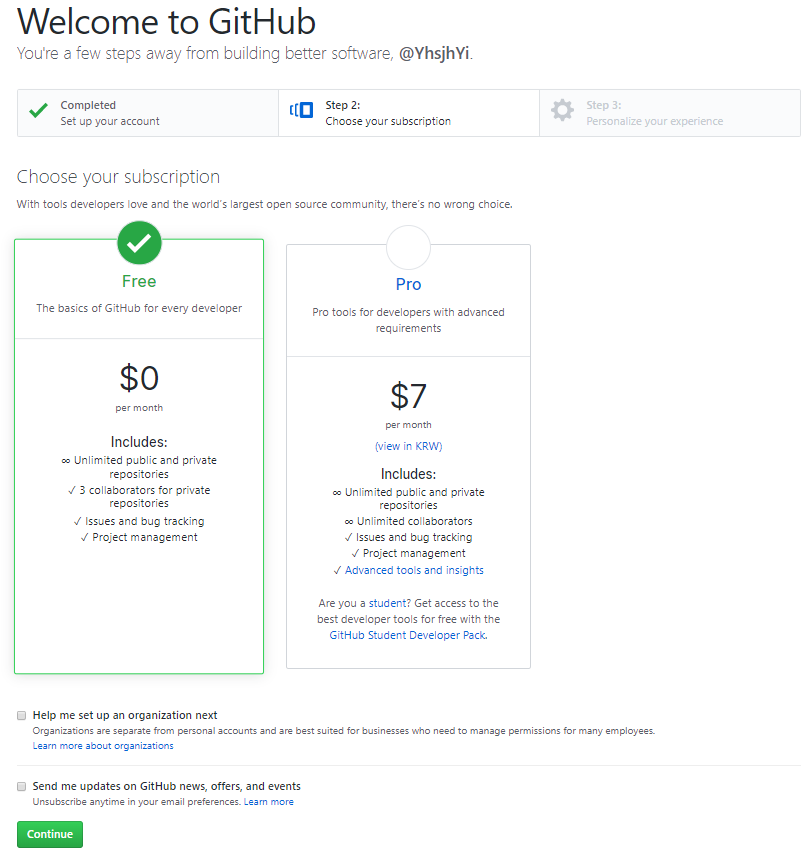 Welcome to GitHub
You're a few steps away from building better software, @YhsjhYi.
Completed
Set up your account
Step 2:
Choose your subscription
Step 3:
Personalize your experience
Choose your subscription
With tools developers love and the world's largest open source community, there's no wrong choice.
Free
The basics of GitHub for every developer
$0
per month
Includes:
∞ Unlimited public and private
repositories
✓ 3 collaborators for private
repositories
✓ Issues and bug tracking
✓ Project management
Pro
Pro tools for developers with advanced
requirements
$7
per month
(view in KRW)
Includes:
∞ Unlimited public and private
repositories
∞ Unlimited collaborators
✓ Issues and bug tracking
✓ Project management
✓ Advanced tools and insights
Are you a student? Get access to the
best developer tools for free with the
GitHub Student Developer Pack.
Help me set up an organization next
Organizations are separate from personal accounts and are best suited for businesses who need to manage permissions for many employees.
Learn more about organizations
Send me updates on GitHub news, offers, and events
Unsubscribe anytime in your email preferences. Learn more
Continue